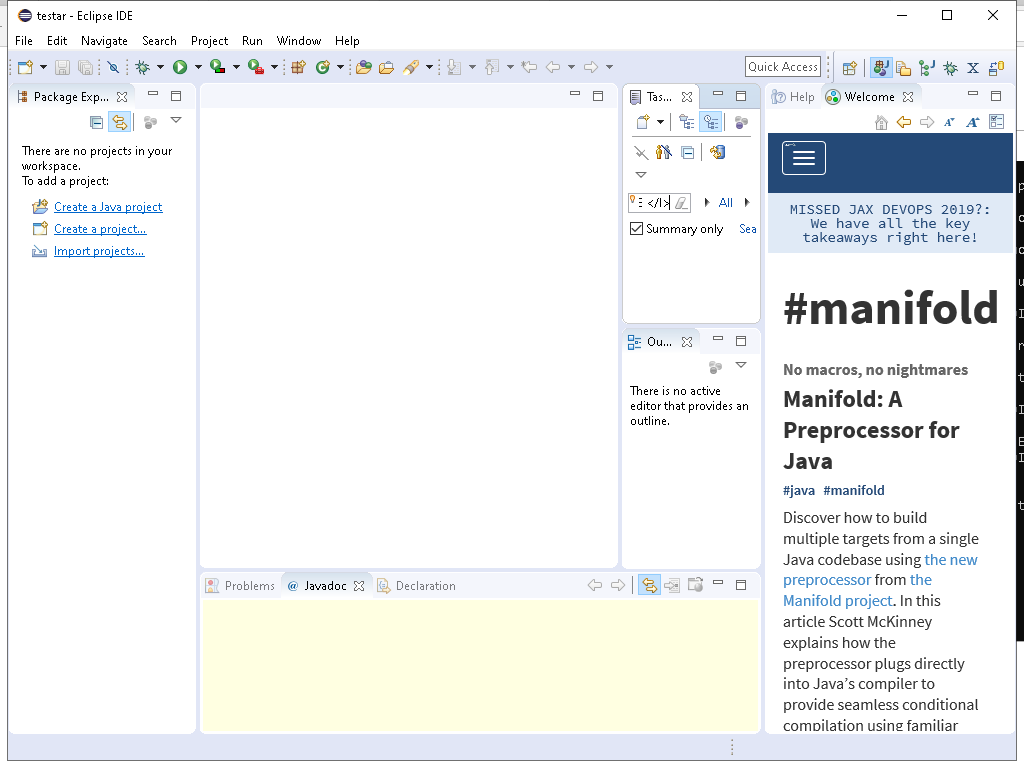 testar - Eclipse IDE
File Edit Navigate Search Project Run Window Help
Quick Access
Package Exp...
There are no projects in your
workspace.
To add a project:
Create a Java project
Create a project...
Import projects...
Tas...
</I>
All
Summary only
Sea
Ou...
There is no active
editor that provides an
outline.
Problems
@ Javadoc
Declaration
Help
Welcome
MISSED JAX DEVOPS 2019?:
We have all the key
takeaways right here!
#manifold
No macros, no nightmares
Manifold: A
Preprocessor for
Java
#java #manifold
Discover how to build
multiple targets from a single
Java codebase using the new
preprocessor from the
Manifold project. In this
article Scott McKinney
explains how the
preprocessor plugs directly
into Java’s compiler to
provide seamless conditional
compilation using familiar